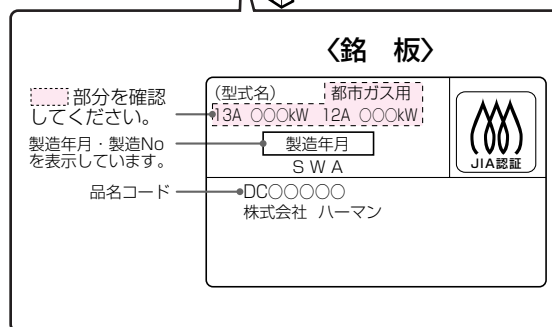 〈銘 板〉
部分を確認
してください。
製造年月・製造No
を表示しています。
品名コード
(型式名) 都市ガス用
13A ○○○kW 12A ○○○kW
製造年月
S W A
DC○○○○○
株式会社 ハーマン
JIA認証